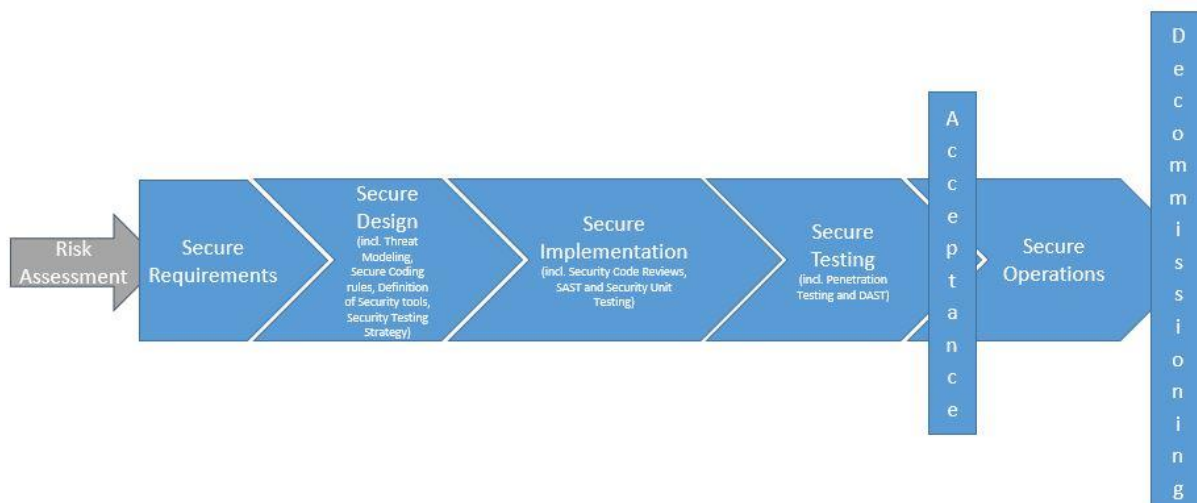 Risk
Assessment
Secure
Requirements
Secure
Design
(incl. Threat
Modeling,
Secure Coding
rules, Definition
of Security tools,
Security Testing
Strategy)
Secure
Implementation
(incl. Security Code Reviews,
SAST and Security Unit
Testing)
Secure
Testing
(incl. Penetration
Testing and DAST)
Acceptance
Secure
Operations
Decommissioning